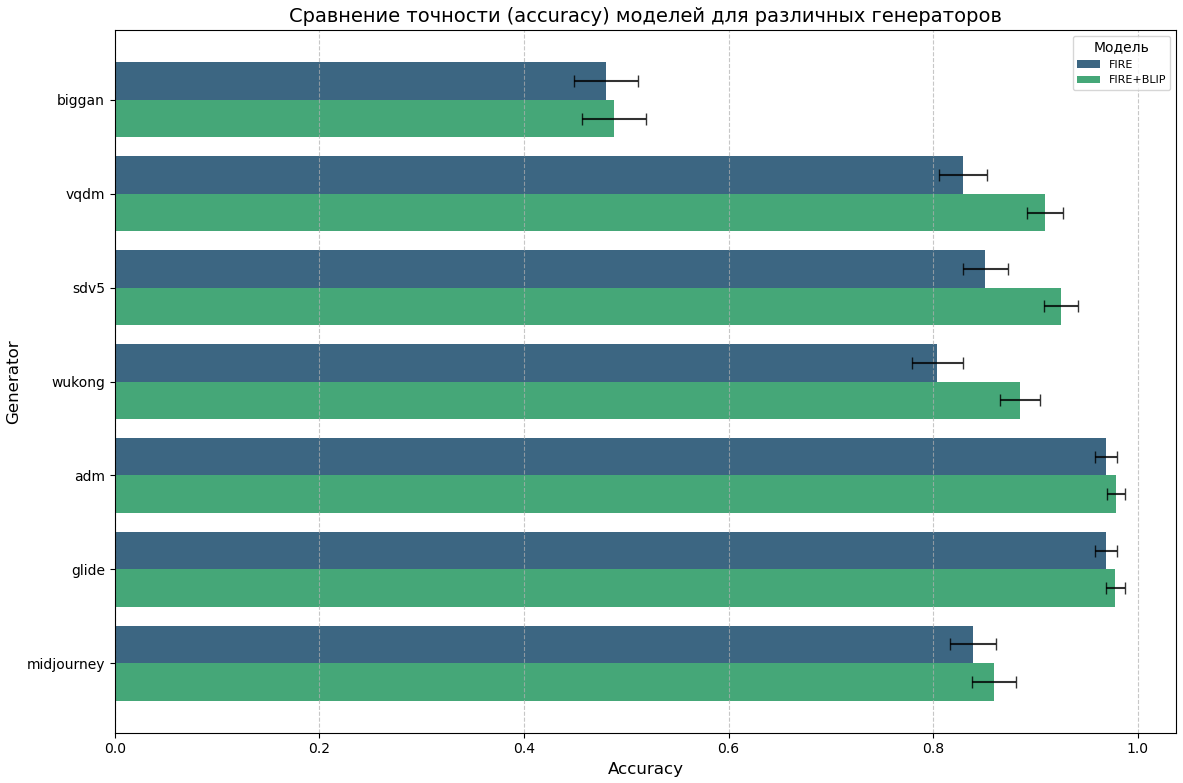 Сравнение точности (accuracy) моделей для различных генераторов
Модель
FIRE
FIRE+BLIP
Generator
biggan
vqdm
sdv5
wukong
adm
glide
midjourney
0.0
0.2
0.4
0.6
0.8
1.0
Accuracy